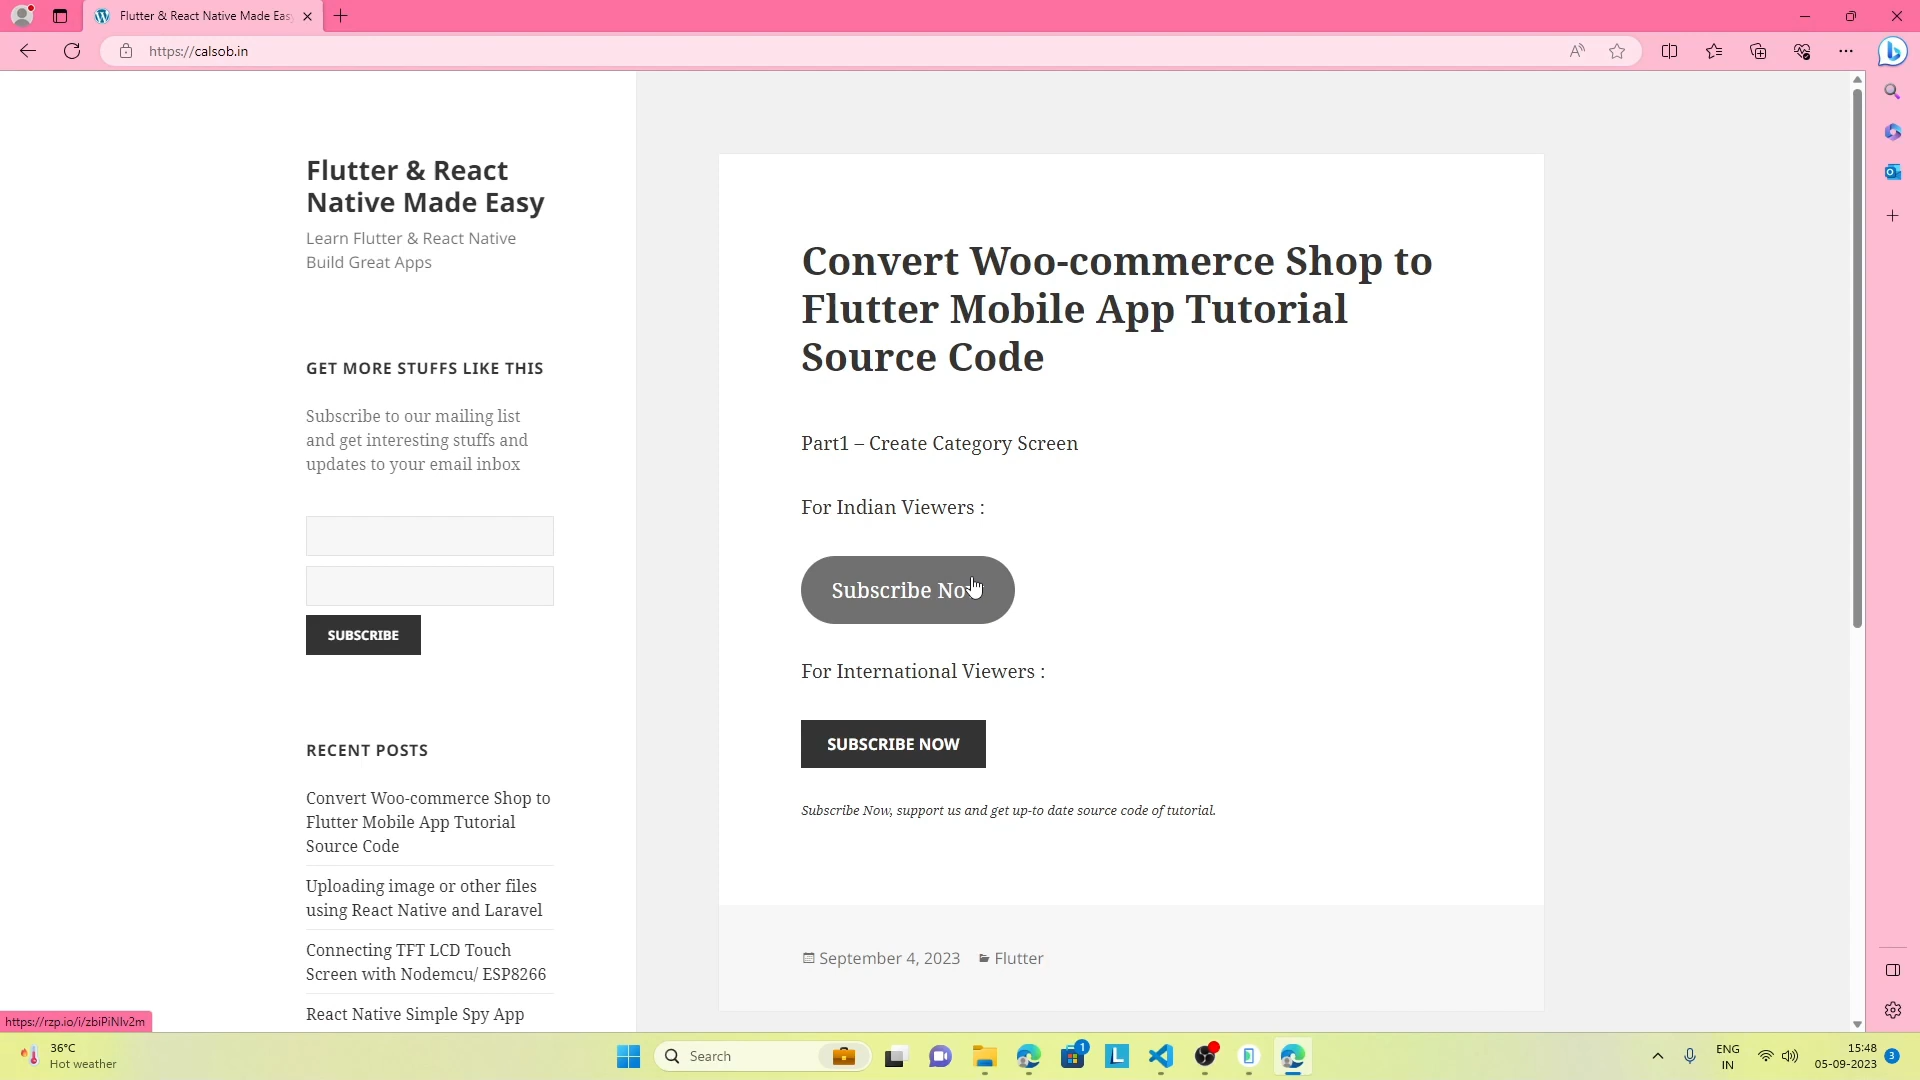 Flutter & React Native Made Eas
https://calsob.in
Flutter & React
Native Made Easy
Learn Flutter & React Native
Build Great Apps
GET MORE STUFFS LIKE THIS
Subscribe to our mailing list
and get interesting stuffs and
updates to your email inbox
SUBSCRIBE
RECENT POSTS
Convert Woo-commerce Shop to
Flutter Mobile App Tutorial
Source Code
Uploading image or other files
using React Native and Laravel
Connecting TFT LCD Touch
Screen with Nodemcu/ ESP8266
React Native Simple Spy App
Convert Woo-commerce Shop to
Flutter Mobile App Tutorial
Source Code
Part1 – Create Category Screen
For Indian Viewers :
Subscribe Now
For International Viewers :
SUBSCRIBE NOW
Subscribe Now, support us and get up-to date source code of tutorial.
September 4, 2023 Flutter
https://rzp.io/i/zbiPiNIv2m
36°C
Hot weather
Search
1
ENG
IN
15:48
05-09-2023
3